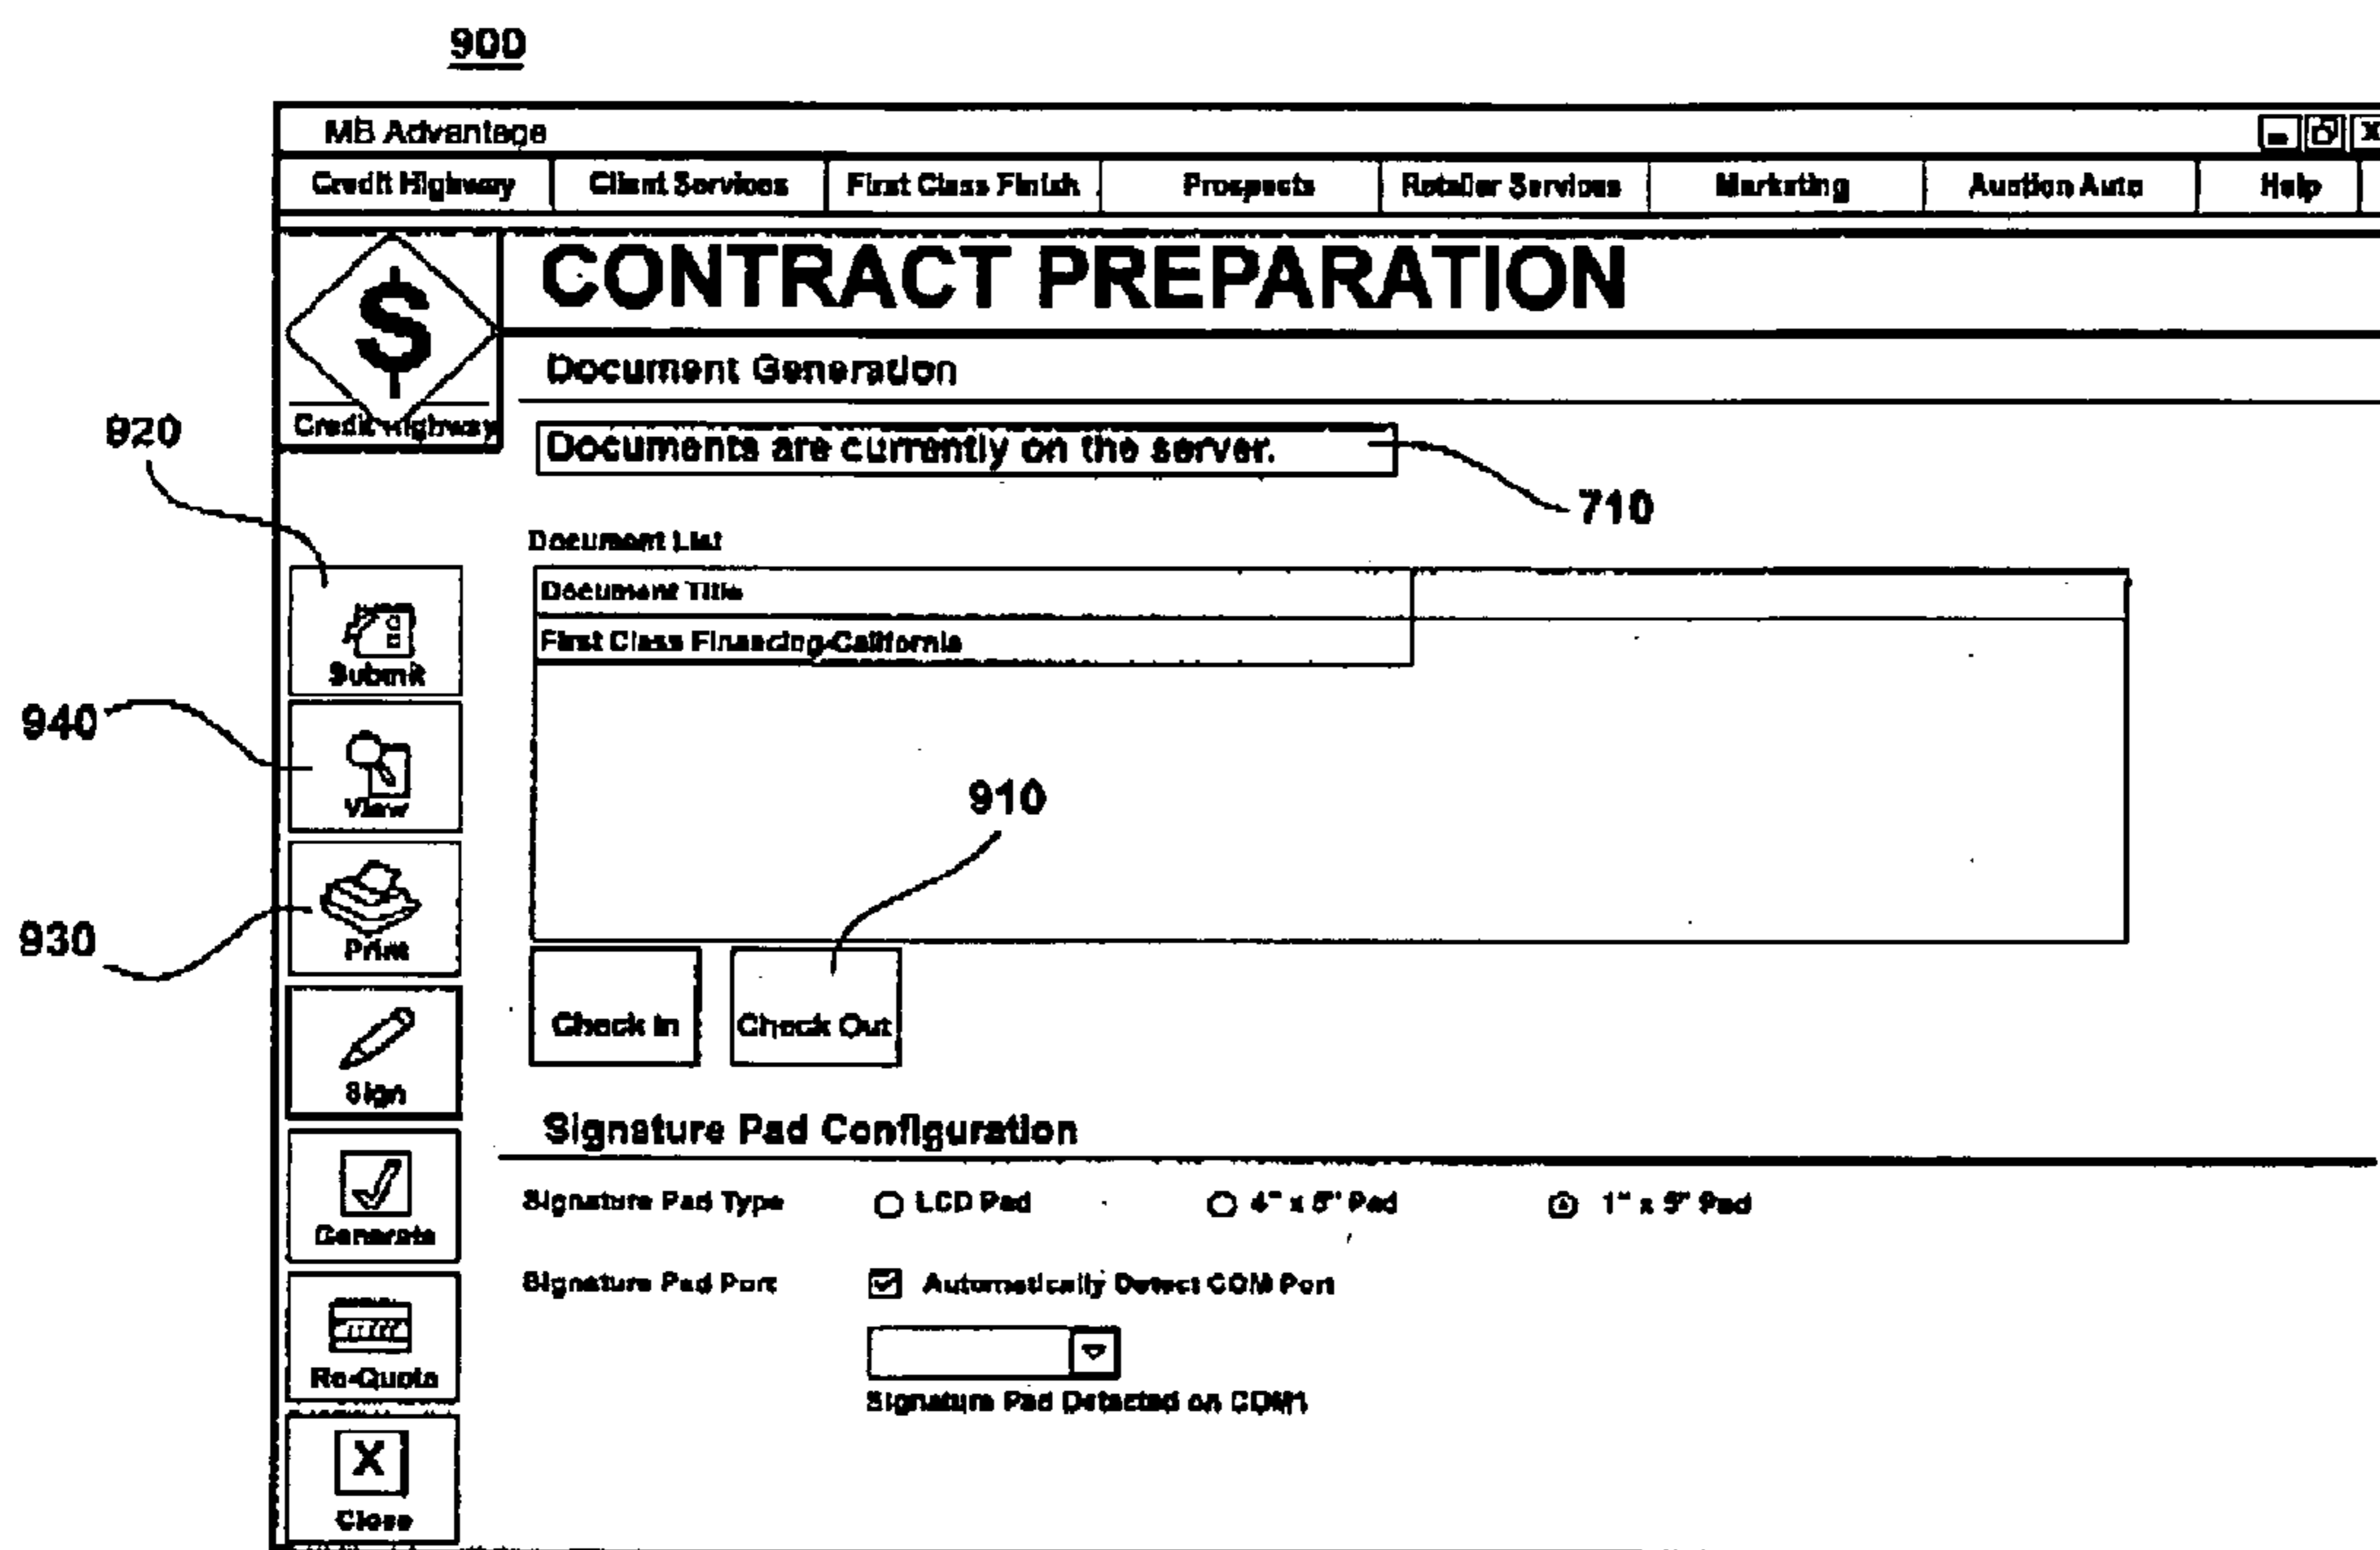 900
MB Advantage
Credit Highway Client Services First Class Finish Prospects Retailer Services Marketing Auction Auto Help
$
CONTRACT PREPARATION
Document Generation
Credit Highway
920
Documents are currently on the server.
710
Document List
Document Title
First Class Financing-California
Submit
940
View
910
930
Print
Check In Check Out
Sign
Signature Pad Configuration
Signature Pad Type LCD Pad 4" x 5" Pad 1" x 5" Pad
Generate
Signature Pad Port Automatically Detect COM Port
Re-Quote
Signature Pad Detected on COM1
X
Close